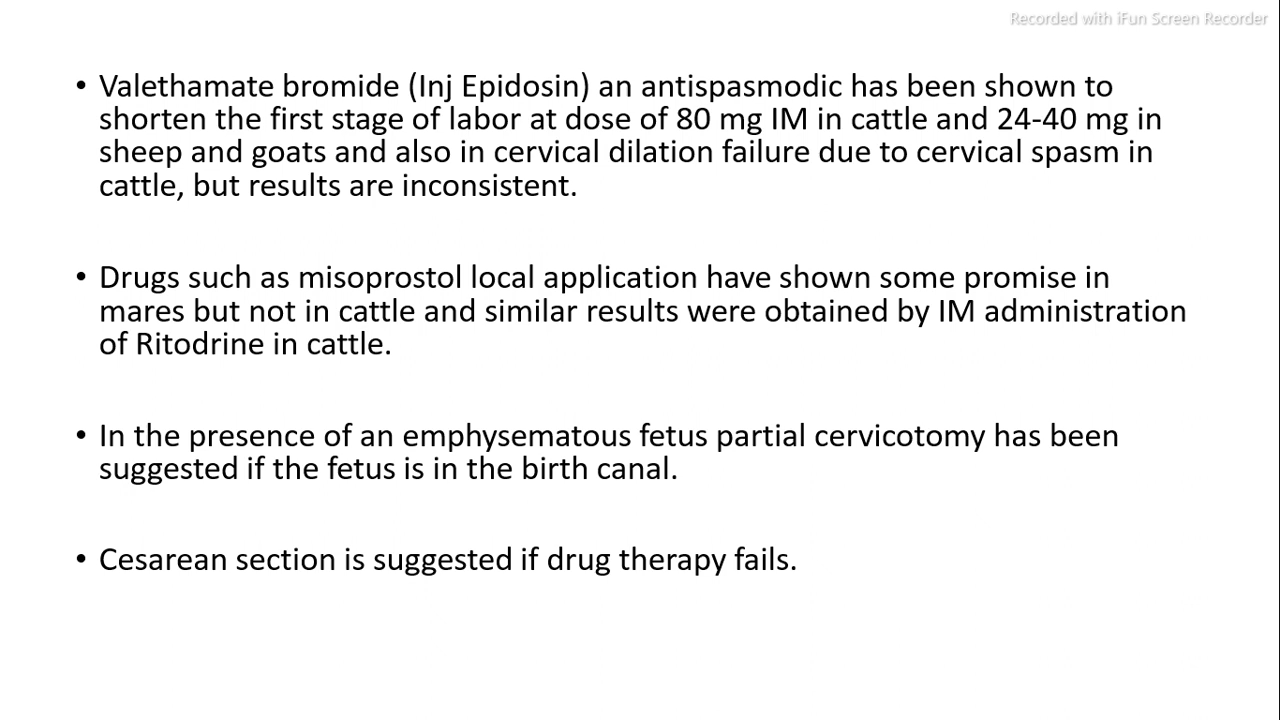 Recorded with iFun Screen Recorder
• Valethamate bromide (Inj Epidosin) an antispasmodic has been shown to
shorten the first stage of labor at dose of 80 mg IM in cattle and 24-40 mg in
sheep and goats and also in cervical dilation failure due to cervical spasm in
cattle, but results are inconsistent.
• Drugs such as misoprostol local application have shown some promise in
mares but not in cattle and similar results were obtained by IM administration
of Ritodrine in cattle.
• In the presence of an emphysematous fetus partial cervicotomy has been
suggested if the fetus is in the birth canal.
• Cesarean section is suggested if drug therapy fails.